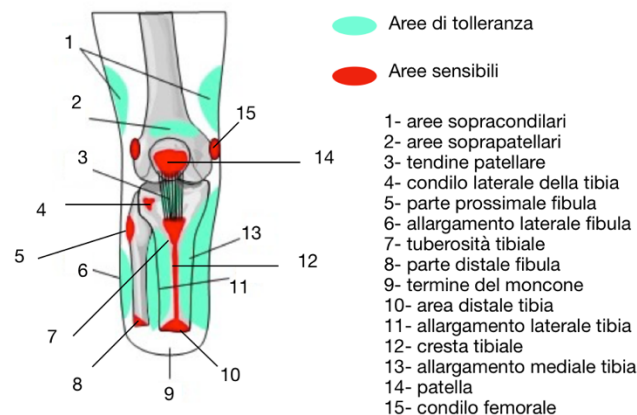 Aree di tolleranza
Aree sensibili
1
2
3
4
5
6
7
8
9
10
11
12
13
14
15
1- aree sopracondilari
2- aree soprapatellari
3- tendine patellare
4- condilo laterale della tibia
5- parte prossimale fibula
6- allargamento laterale fibula
7- tuberosità tibiale
8- parte distale fibula
9- termine del moncone
10- area distale tibia
11- allargamento laterale tibia
12- cresta tibiale
13- allargamento mediale tibia
14- patella
15- condilo femorale